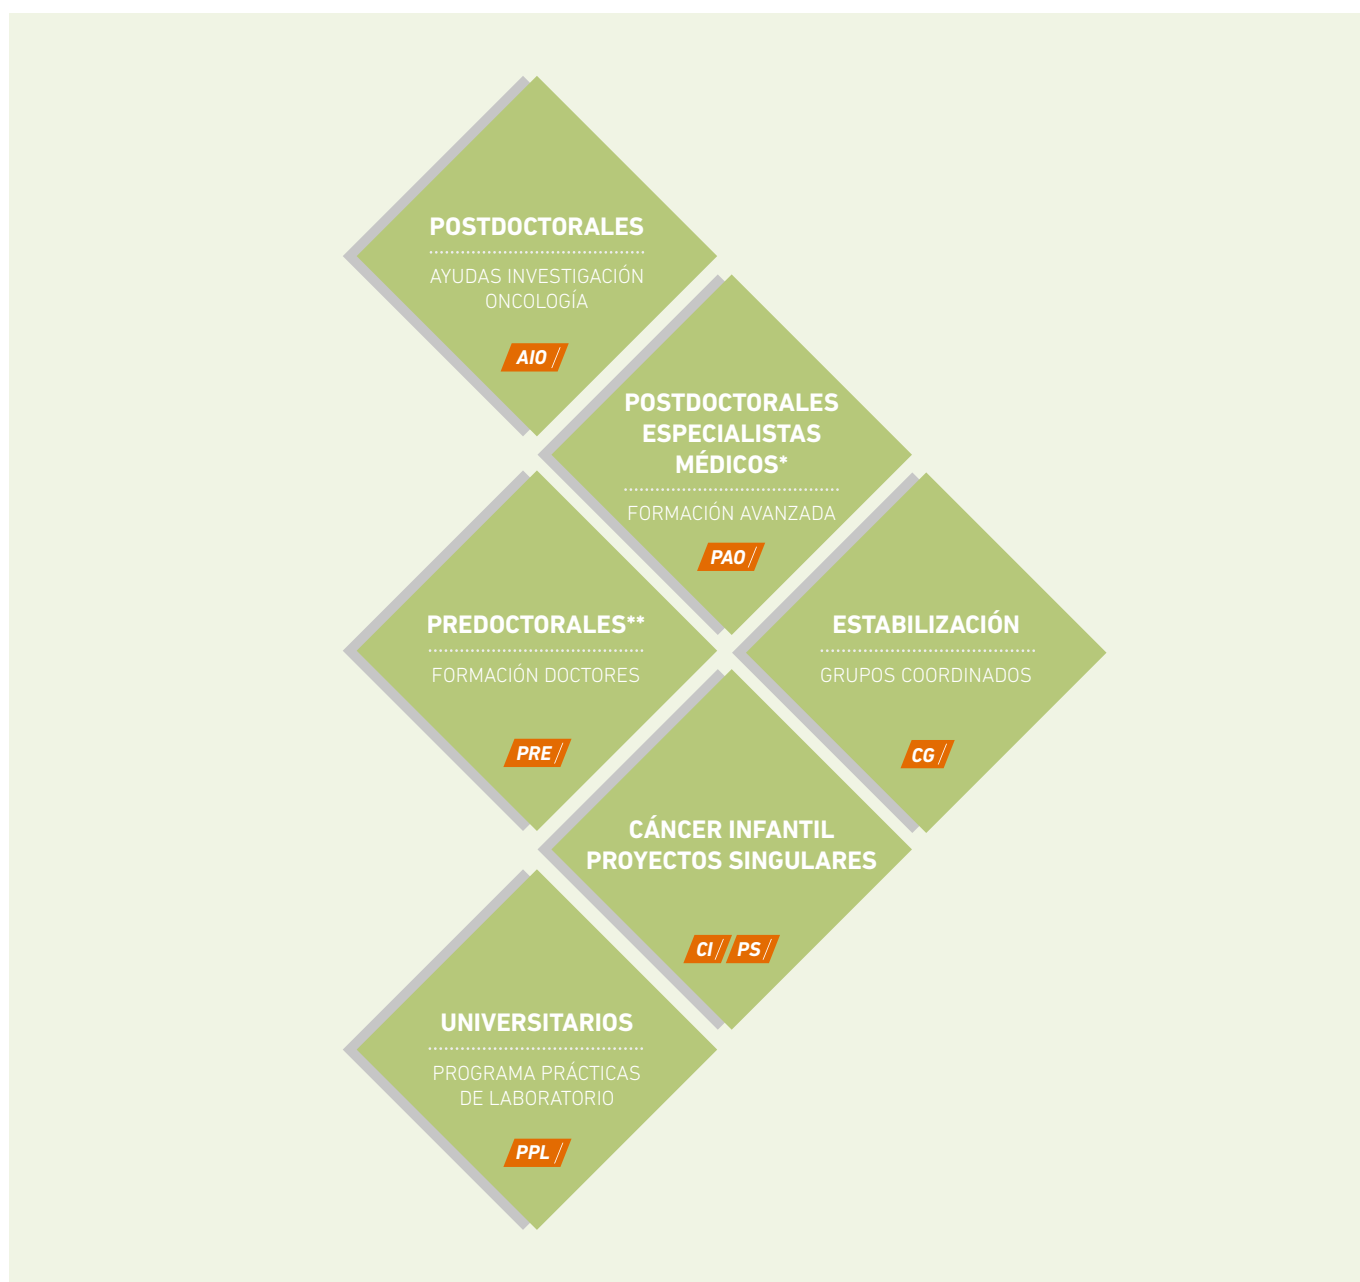 POSTDOCTORALES
AYUDAS INVESTIGACIÓN
ONCOLOGÍA
AIO
POSTDOCTORALES
ESPECIALISTAS
MÉDICOS*
FORMACIÓN AVANZADA
PAO
PREDOCTORALES**
FORMACIÓN DOCTORES
PRE
ESTABILIZACIÓN
GRUPOS COORDINADOS
CG
CÁNCER INFANTIL
PROYECTOS SINGULARES
CI PS
UNIVERSITARIOS
PROGRAMA PRÁCTICAS
DE LABORATORIO
PPL